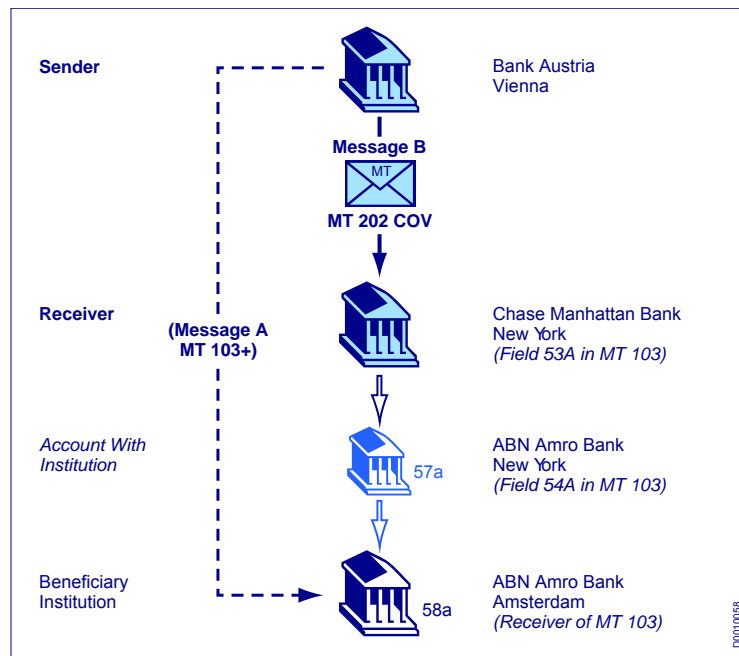 Sender
Bank Austria
Vienna
Message B
MT
MT 202 COV
Receiver
(Message A
MT 103+)
Chase Manhattan Bank
New York
(Field 53A in MT 103)
Account With
Institution
57a
ABN Amro Bank
New York
(Field 54A in MT 103)
Beneficiary
Institution
58a
ABN Amro Bank
Amsterdam
(Receiver of MT 103)
D0010058